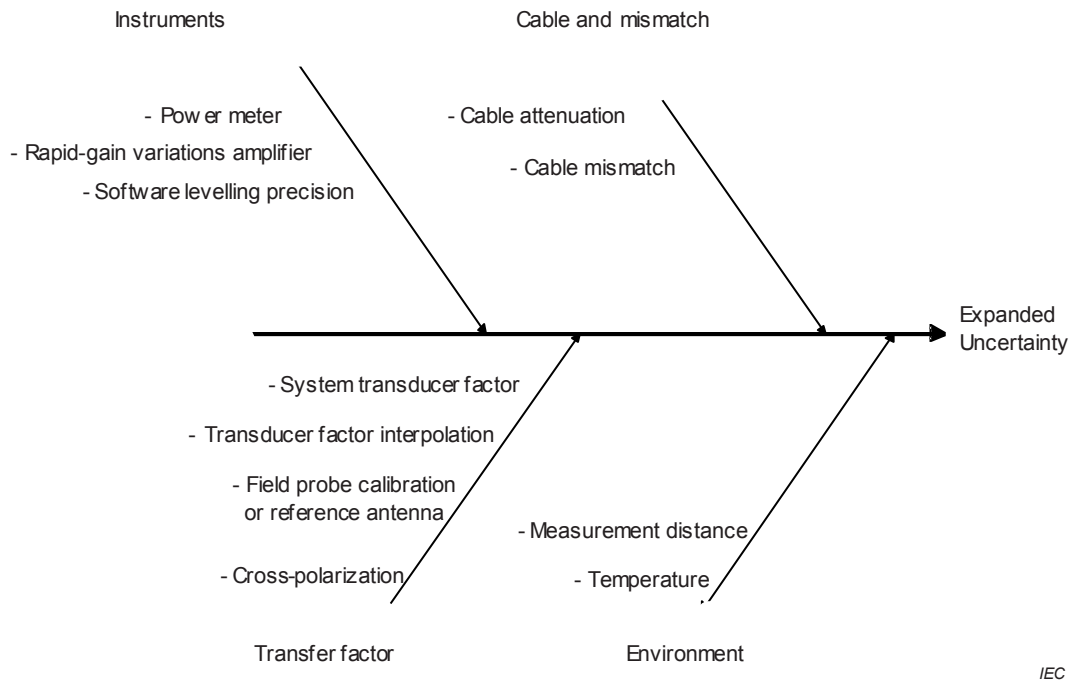 Instruments
Cable and mismatch
- Power meter
- Rapid-gain variations amplifier
- Software levelling precision
- Cable attenuation
- Cable mismatch
Expanded
Uncertainty
- System transducer factor
- Transducer factor interpolation
- Field probe calibration
or reference antenna
- Cross-polarization
- Measurement distance
- Temperature
Transfer factor
Environment
IEC